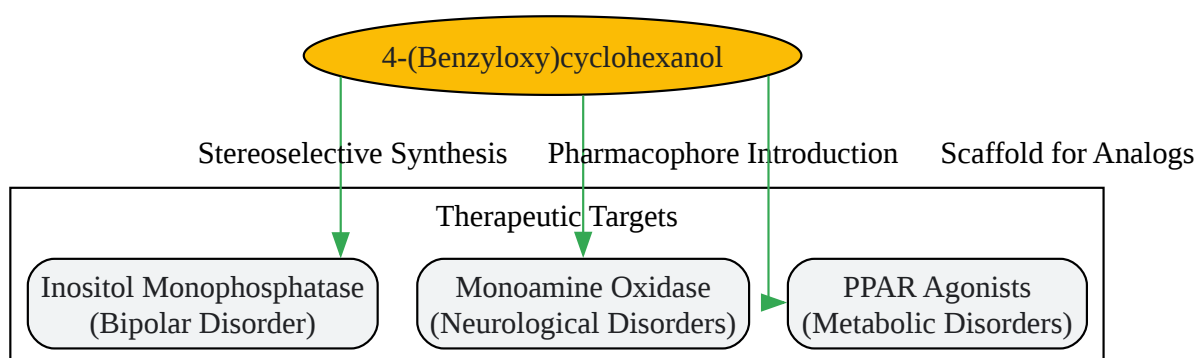 4-(Benzyloxy)cyclohexanol
Stereoselective Synthesis
Pharmacophore Introduction
Scaffold for Analogs
Therapeutic Targets
Inositol Monophosphatase
(Bipolar Disorder)
Monoamine Oxidase
(Neurological Disorders)
PPAR Agonists
(Metabolic Disorders)